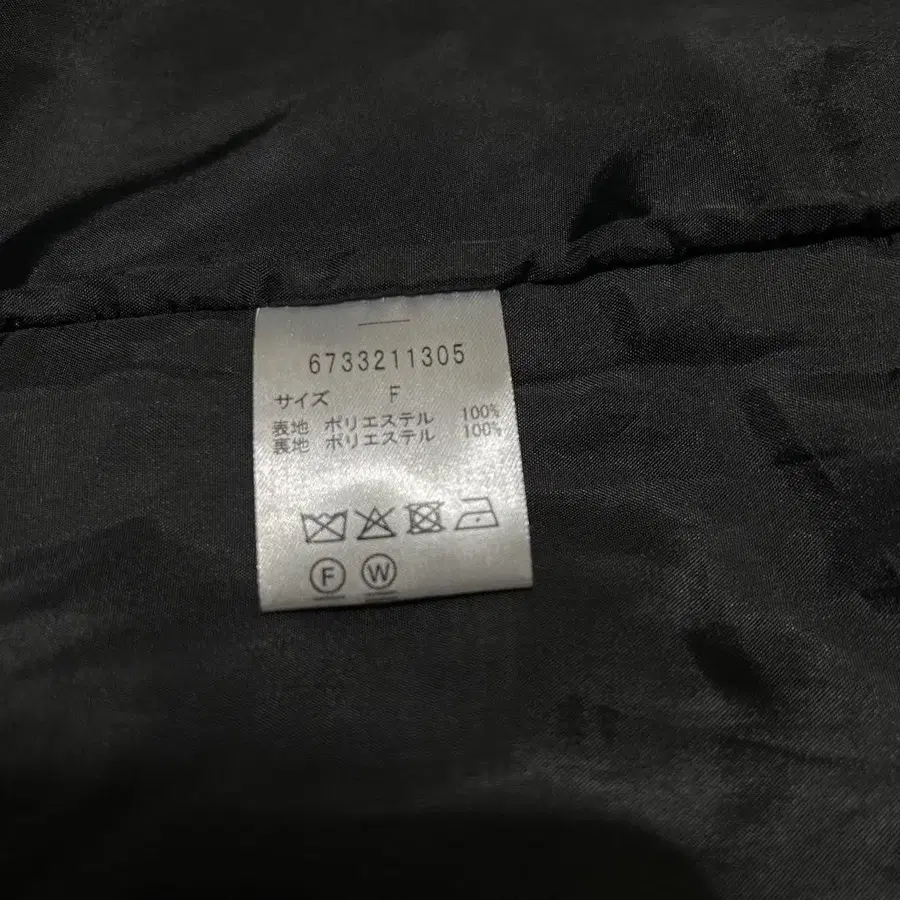 6733211305
サイズ F
表地 ポリエステル 100%
裏地 ポリエステル 100%
F W